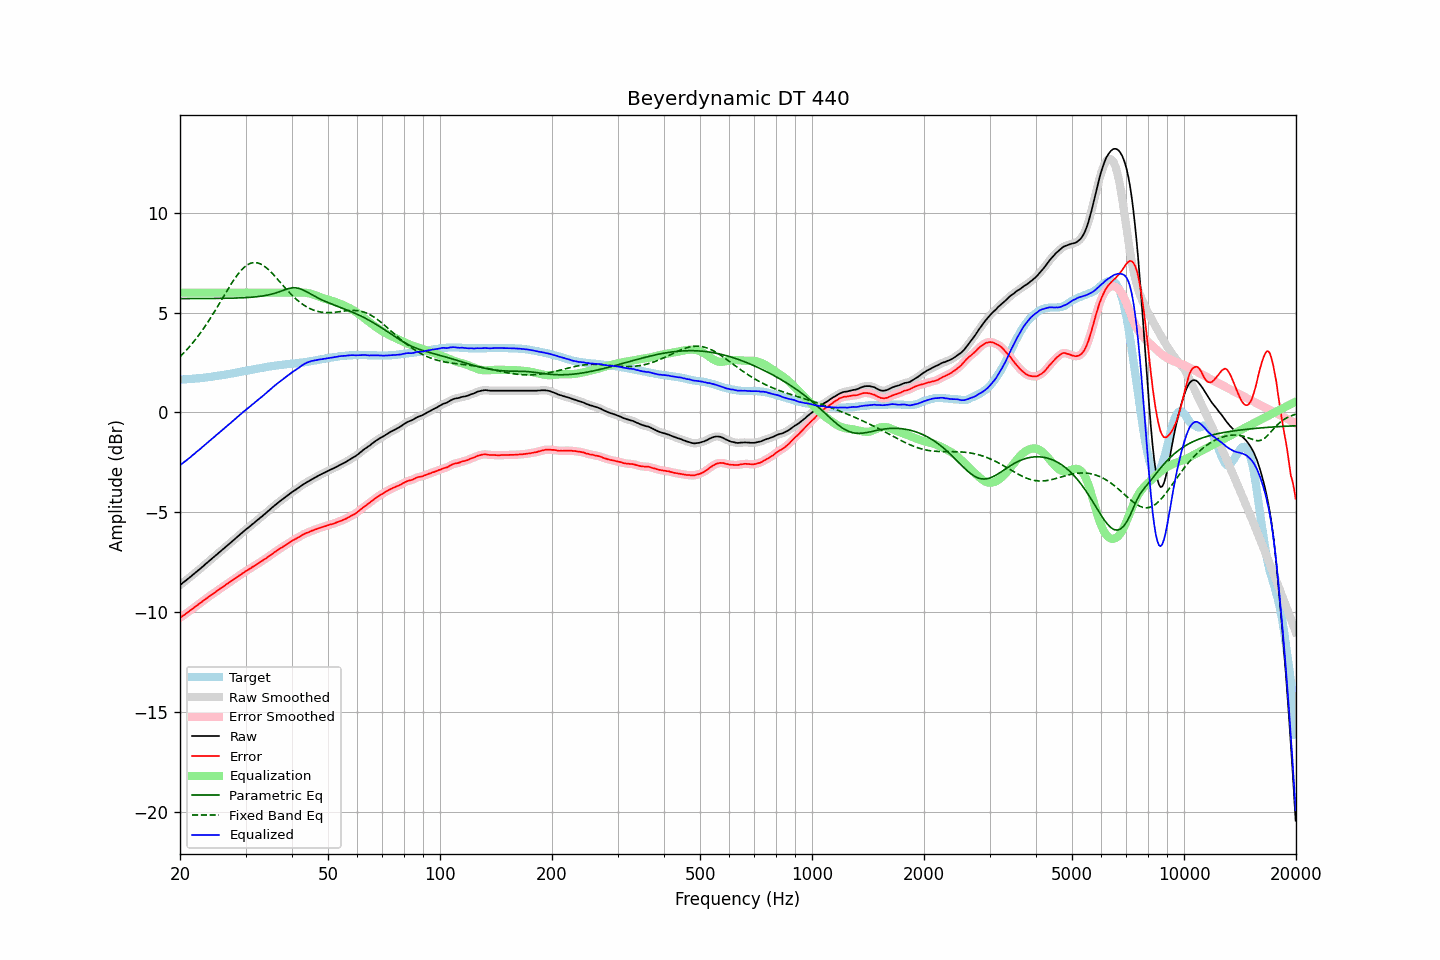 Beyerdynamic DT 440
Amplitude (dBr)
10
5
0
−5
−10
−15
−20
Target
Raw Smoothed
Error Smoothed
Raw
Error
Equalization
Parametric Eq
Fixed Band Eq
Equalized
20 50 100 200 500 1000 2000 5000 10000 20000
Frequency (Hz)